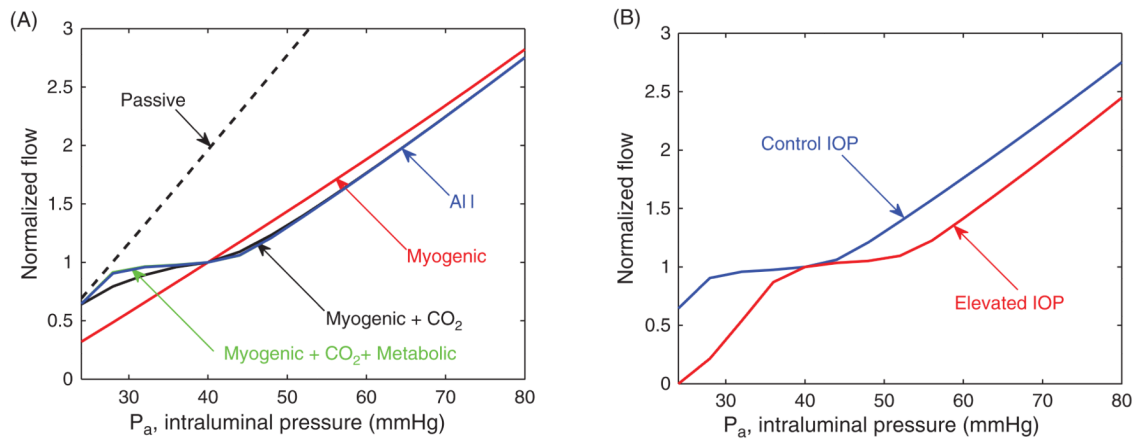 (A)
3
2.5
2
1.5
1
0.5
0
Normalized flow
Passive
All
Myogenic
Myogenic + CO₂
Myogenic + CO₂+ Metabolic
30 40 50 60 70 80
Pₐ, intraluminal pressure (mmHg)
(B)
3
2.5
2
1.5
1
0.5
0
Normalized flow
Control IOP
Elevated IOP
30 40 50 60 70 80
Pₐ, intraluminal pressure (mmHg)